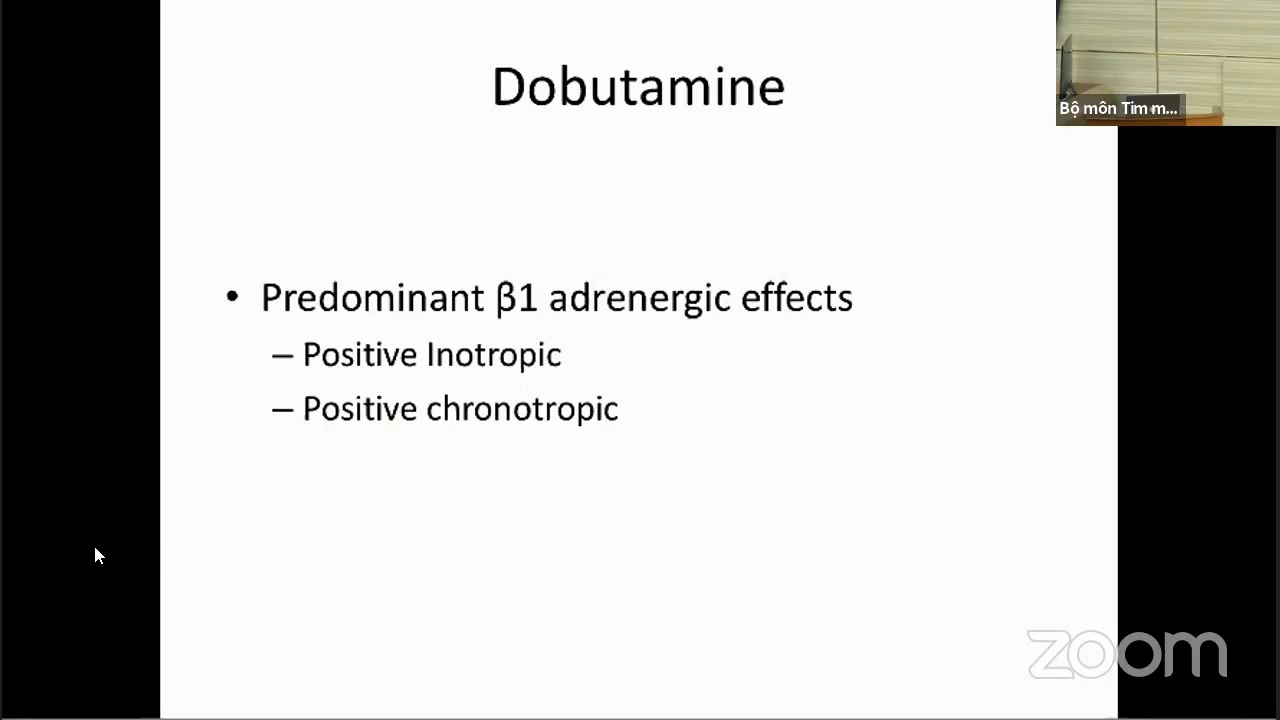 Dobutamine
Bộ môn Tim m...
• Predominant β1 adrenergic effects
– Positive Inotropic
– Positive chronotropic
zoom